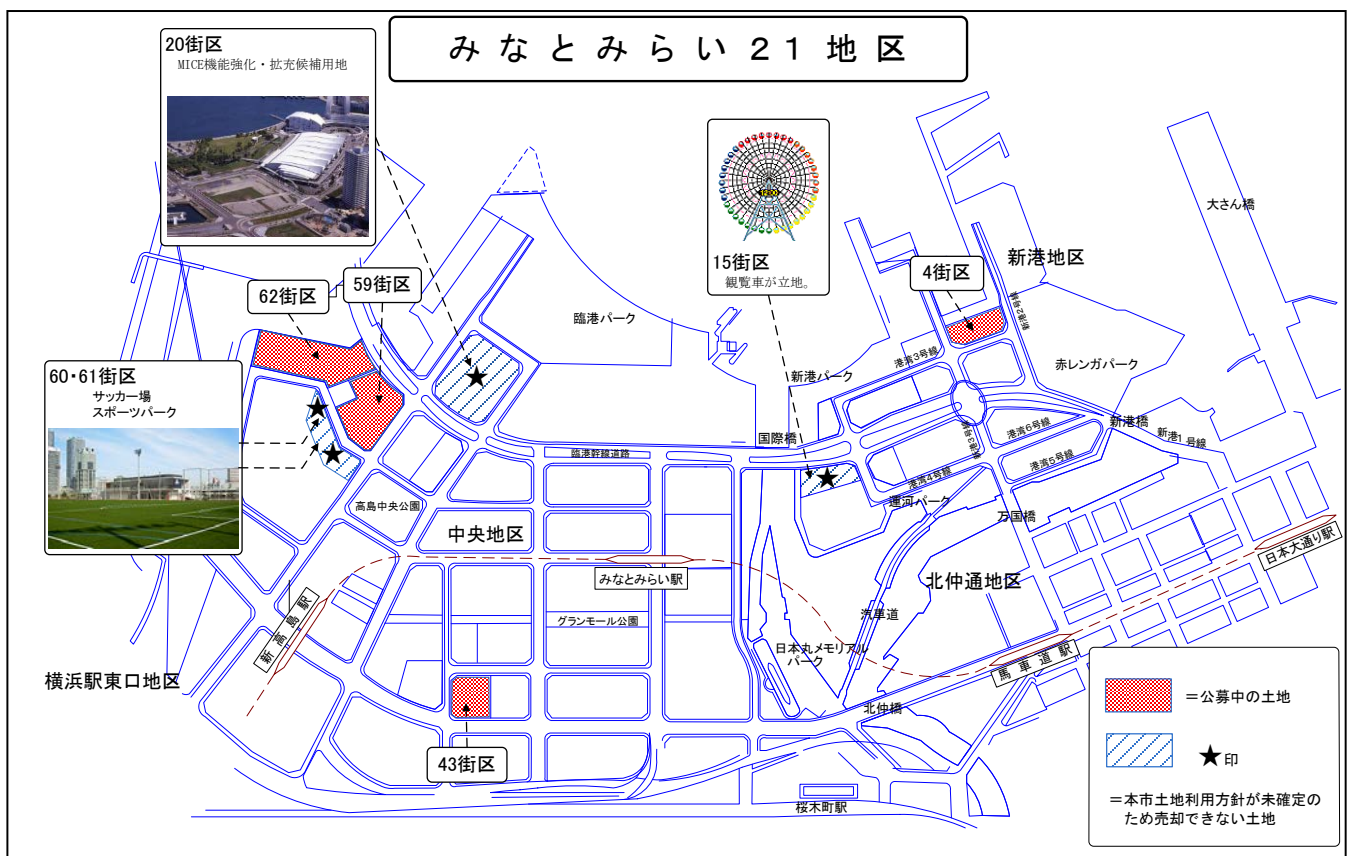 みなとみらい２１地区
20街区
MICE機能強化・拡充候補用地
15街区
観覧車が立地。
4街区
新港地区
大さん橋
62街区
59街区
60・61街区
サッカー場
スポーツパーク
臨港パーク
新港パーク
港湾3号線
新港2号線
赤レンガパーク
国際橋
臨港幹線道路
港湾6号線
新港橋
新港1号線
港湾5号線
港湾4号線
運河パーク
万国橋
高島中央公園
中央地区
みなとみらい駅
日本大通り駅
北仲通地区
グランモール公園
汽車道
新高島駅
日本丸メモリアル
パーク
馬車道駅
横浜駅東口地区
北仲橋
43街区
桜木町駅
＝公募中の土地
★印
＝本市土地利用方針が未確定の
ため売却できない土地